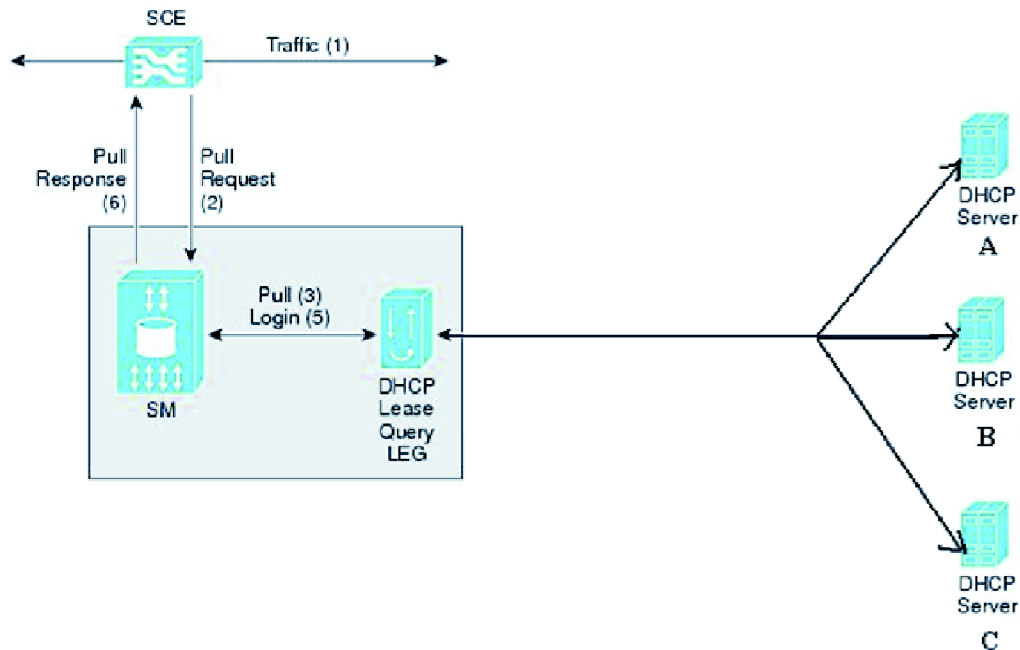 SCE
Traffic (1)
Pull
Response
(6)
Pull
Request
(2)
Pull (3)
Login (5)
SM
DHCP
Lease
Query
LEG
DHCP
Server
A
DHCP
Server
B
DHCP
Server
C